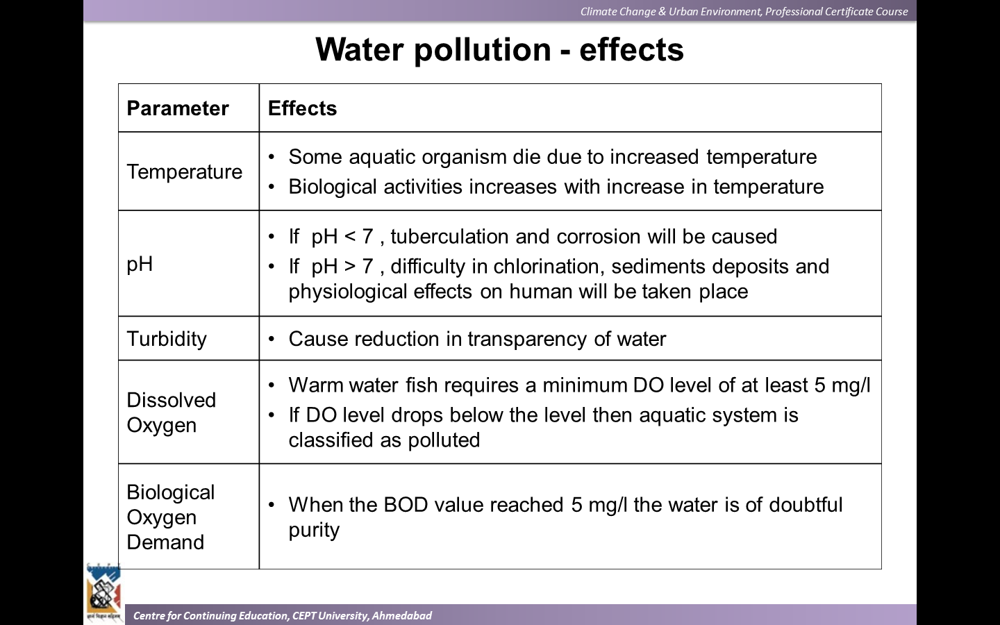 Climate Change & Urban Environment, Professional Certificate Course
Water pollution - effects
Parameter
Effects
Temperature
• Some aquatic organism die due to increased temperature
• Biological activities increases with increase in temperature
pH
• If pH < 7 , tuberculation and corrosion will be caused
• If pH > 7 , difficulty in chlorination, sediments deposits and
physiological effects on human will be taken place
Turbidity
• Cause reduction in transparency of water
Dissolved
Oxygen
• Warm water fish requires a minimum DO level of at least 5 mg/l
• If DO level drops below the level then aquatic system is
classified as polluted
Biological
Oxygen
Demand
• When the BOD value reached 5 mg/l the water is of doubtful
purity
Centre for Continuing Education, CEPT University, Ahmedabad